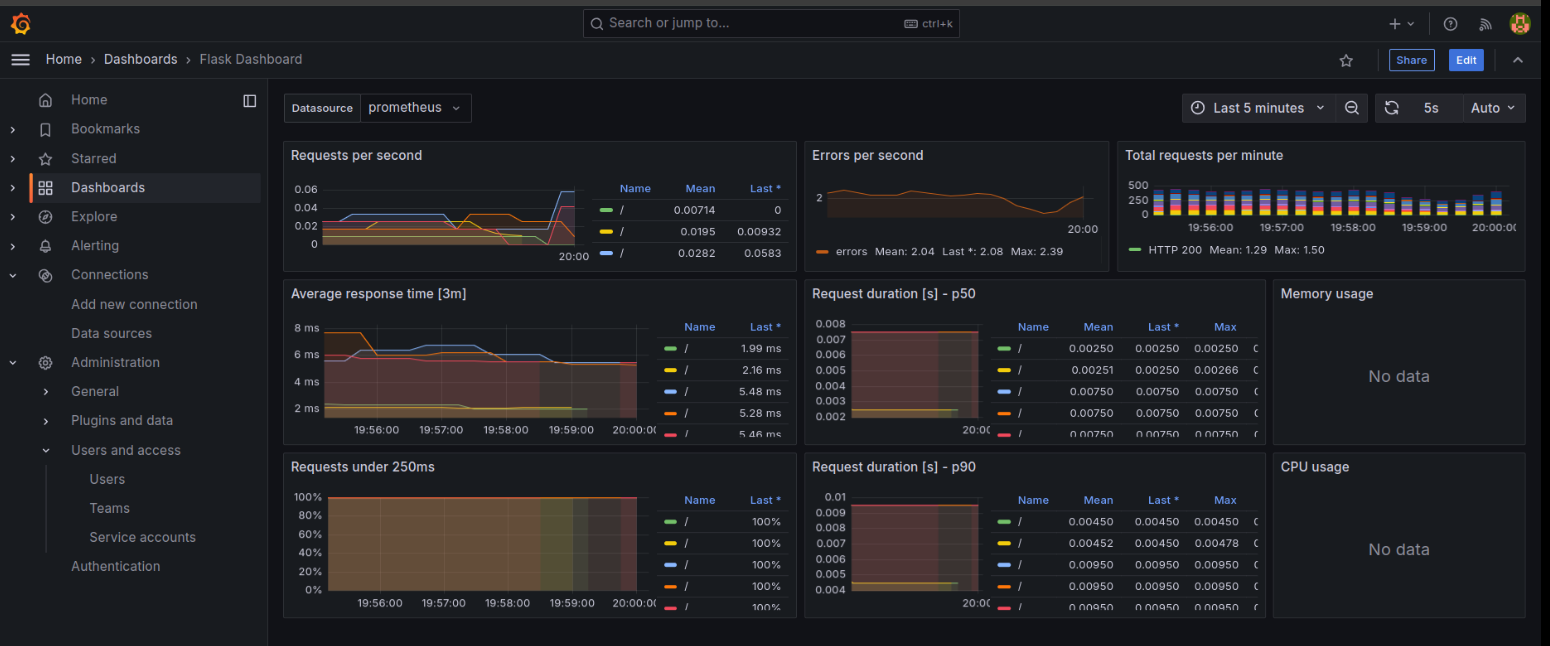 Search or jump to...
ctrl+k
Home › Dashboards › Flask Dashboard
Share
Edit
Home
Bookmarks
Starred
Dashboards
Explore
Alerting
Connections
Add new connection
Data sources
Administration
General
Plugins and data
Users and access
Users
Teams
Service accounts
Authentication
Datasource
prometheus
Last 5 minutes
5s
Auto
Requests per second
0.06
0.04
0.02
0
20:00
Name Mean Last *
/ 0.00714 0
/ 0.0195 0.00932
/ 0.0282 0.0583
Errors per second
2
20:00
errors Mean: 2.04 Last *: 2.08 Max: 2.39
Total requests per minute
500
250
0
19:56:00 19:57:00 19:58:00 19:59:00 20:00:00
HTTP 200 Mean: 1.29 Max: 1.50
Average response time [3m]
8 ms
6 ms
4 ms
2 ms
19:56:00 19:57:00 19:58:00 19:59:00 20:00:00
Name Last *
/ 1.99 ms
/ 2.16 ms
/ 5.48 ms
/ 5.28 ms
/ 5.46 ms
Request duration [s] - p50
0.008
0.007
0.006
0.005
0.004
0.003
0.002
20:00
Name Mean Last * Max
/ 0.00250 0.00250 0.00250
/ 0.00251 0.00250 0.00266
/ 0.00750 0.00750 0.00750
/ 0.00750 0.00750 0.00750
/ 0.00750 0.00750 0.00750
Memory usage
No data
Requests under 250ms
100%
80%
60%
40%
20%
0%
19:56:00 19:57:00 19:58:00 19:59:00 20:00:00
Name Last *
/ 100%
/ 100%
/ 100%
/ 100%
/ 100%
Request duration [s] - p90
0.01
0.009
0.008
0.007
0.006
0.005
0.004
20:00
Name Mean Last * Max
/ 0.00450 0.00450 0.00450
/ 0.00452 0.00450 0.00478
/ 0.00950 0.00950 0.00950
/ 0.00950 0.00950 0.00950
/ 0.00950 0.00950 0.00950
CPU usage
No data